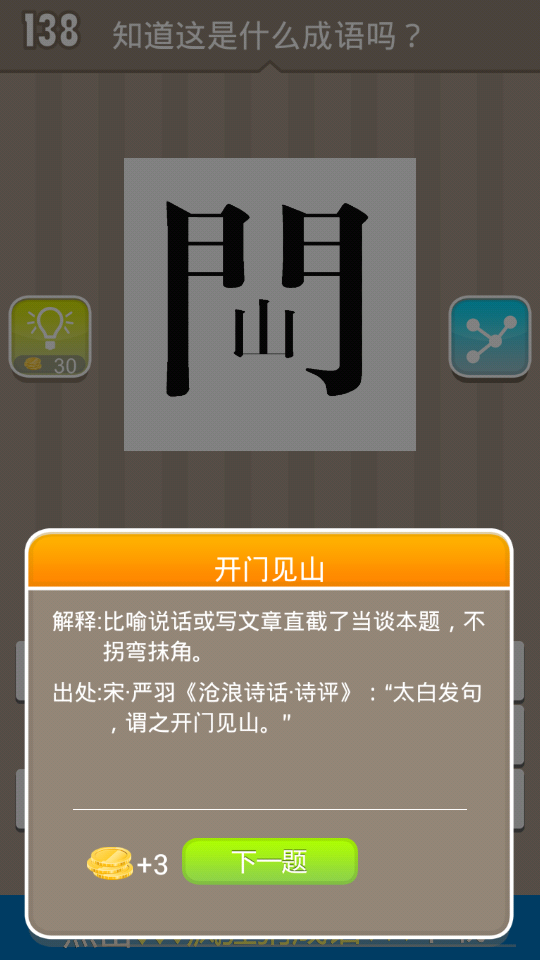 138 知道这是什么成语吗？
門
山
30
开门见山
解释:比喻说话或写文章直截了当谈本题，不
拐弯抹角。
出处:宋·严羽《沧浪诗话·诗评》：“太白发句
，谓之开门见山。”
+3 下一题